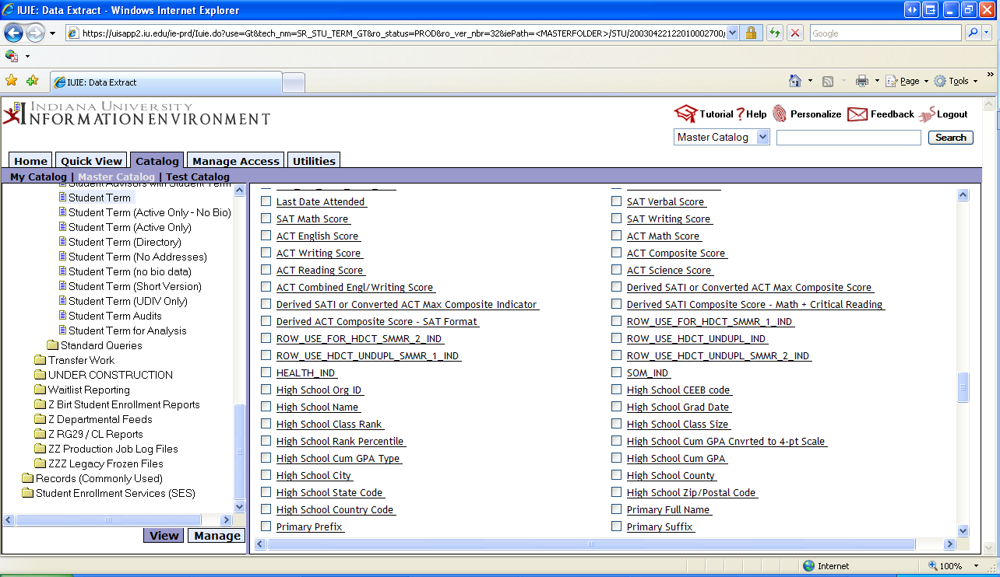 IUIE: Data Extract - Windows Internet Explorer
https://uisapp2.iu.edu/ie-prd/Iuie.do?use=Gt&tech_nm=SR_STU_TERM_GT&ro_status=PROD&ro_ver_nbr=32&iePath=<MASTERFOLDER>/STU/20030422122010002700/
Google
IUIE: Data Extract
Page
Tools
INDIANA UNIVERSITY
INFORMATION ENVIRONMENT
Tutorial
? Help
Personalize
Feedback
Logout
Master Catalog
Search
Home
Quick View
Catalog
Manage Access
Utilities
My Catalog | Master Catalog | Test Catalog
Student Advisors with Student Term
Student Term
Student Term (Active Only - No Bio)
Student Term (Active Only)
Student Term (Directory)
Student Term (No Addresses)
Student Term (no bio data)
Student Term (Short Version)
Student Term (UDIV Only)
Student Term Audits
Student Term for Analysis
Standard Queries
Transfer Work
UNDER CONSTRUCTION
Waitlist Reporting
Z Birt Student Enrollment Reports
Z Departmental Feeds
Z RG29 / CL Reports
ZZ Production Job Log Files
ZZZ Legacy Frozen Files
Records (Commonly Used)
Student Enrollment Services (SES)
View
Manage
Last Date Attended
SAT Verbal Score
SAT Math Score
SAT Writing Score
ACT English Score
ACT Math Score
ACT Writing Score
ACT Composite Score
ACT Reading Score
ACT Science Score
ACT Combined Engl/Writing Score
Derived SATI or Converted ACT Max Composite Score
Derived SATI or Converted ACT Max Composite Indicator
Derived SATI Composite Score - Math + Critical Reading
Derived ACT Composite Score - SAT Format
ROW_USE_FOR_HDCT_SMMR_1_IND
ROW_USE_FOR_HDCT_SMMR_2_IND
ROW_USE_HDCT_UNDUPL_IND
ROW_USE_HDCT_UNDUPL_SMMR_1_IND
ROW_USE_HDCT_UNDUPL_SMMR_2_IND
HEALTH_IND
SOM_IND
High School Org ID
High School CEEB code
High School Name
High School Grad Date
High School Class Rank
High School Class Size
High School Rank Percentile
High School Cum GPA Cnvrted to 4-pt Scale
High School Cum GPA Type
High School Cum GPA
High School City
High School County
High School State Code
High School Zip/Postal Code
High School Country Code
Primary Full Name
Primary Prefix
Primary Suffix
Internet
100%